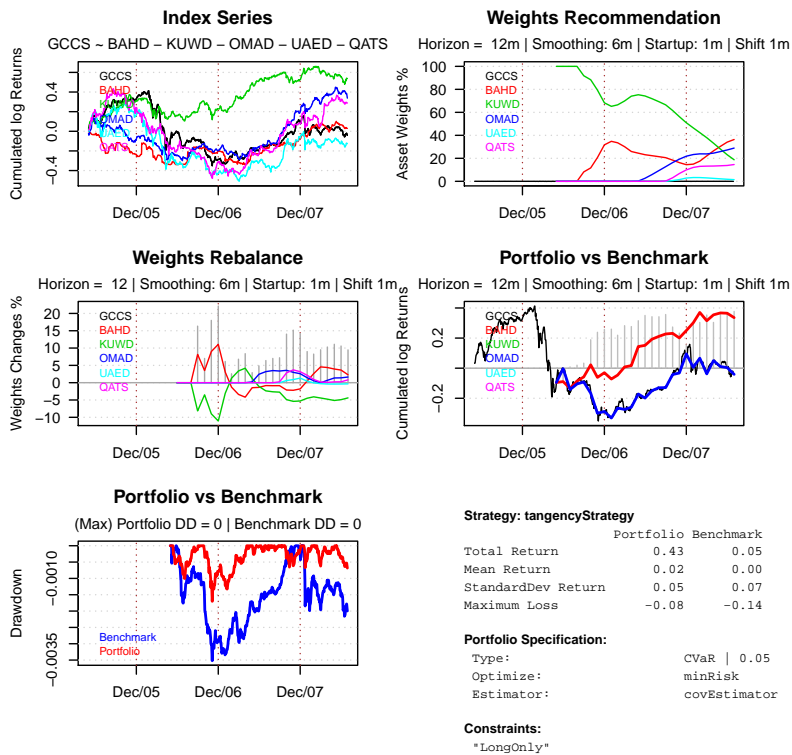 Index Series
GCCS ~ BAHD − KUWD − OMAD − UAED − QATS
Cumulated log Returns
0.4
0.0
−0.4
GCCS
BAHD
KUWD
OMAD
UAED
QATS
Dec/05
Dec/06
Dec/07
Weights Recommendation
Horizon = 12m | Smoothing: 6m | Startup: 1m | Shift 1m
Asset Weights %
100
80
60
40
20
0
GCCS
BAHD
KUWD
OMAD
UAED
QATS
Dec/05
Dec/06
Dec/07
Weights Rebalance
Horizon = 12 | Smoothing: 6m | Startup: 1m | Shift 1m
Weights Changes %
20
15
10
5
0
−5
−10
GCCS
BAHD
KUWD
OMAD
UAED
QATS
Dec/05
Dec/06
Dec/07
Portfolio vs Benchmark
Horizon = 12m | Smoothing: 6m | Startup: 1m | Shift 1m
Cumulated log Returns
0.2
−0.2
GCCS
BAHD
KUWD
OMAD
UAED
QATS
Dec/05
Dec/06
Dec/07
Portfolio vs Benchmark
(Max) Portfolio DD = 0 | Benchmark DD = 0
Drawdown
−0.0010
−0.0035
Benchmark
Portfolio
Dec/05
Dec/06
Dec/07
Strategy: tangencyStrategy
Portfolio Benchmark
Total Return 0.43 0.05
Mean Return 0.02 0.00
StandardDev Return 0.05 0.07
Maximum Loss −0.08 −0.14
Portfolio Specification:
Type: CVaR | 0.05
Optimize: minRisk
Estimator: covEstimator
Constraints:
"LongOnly"